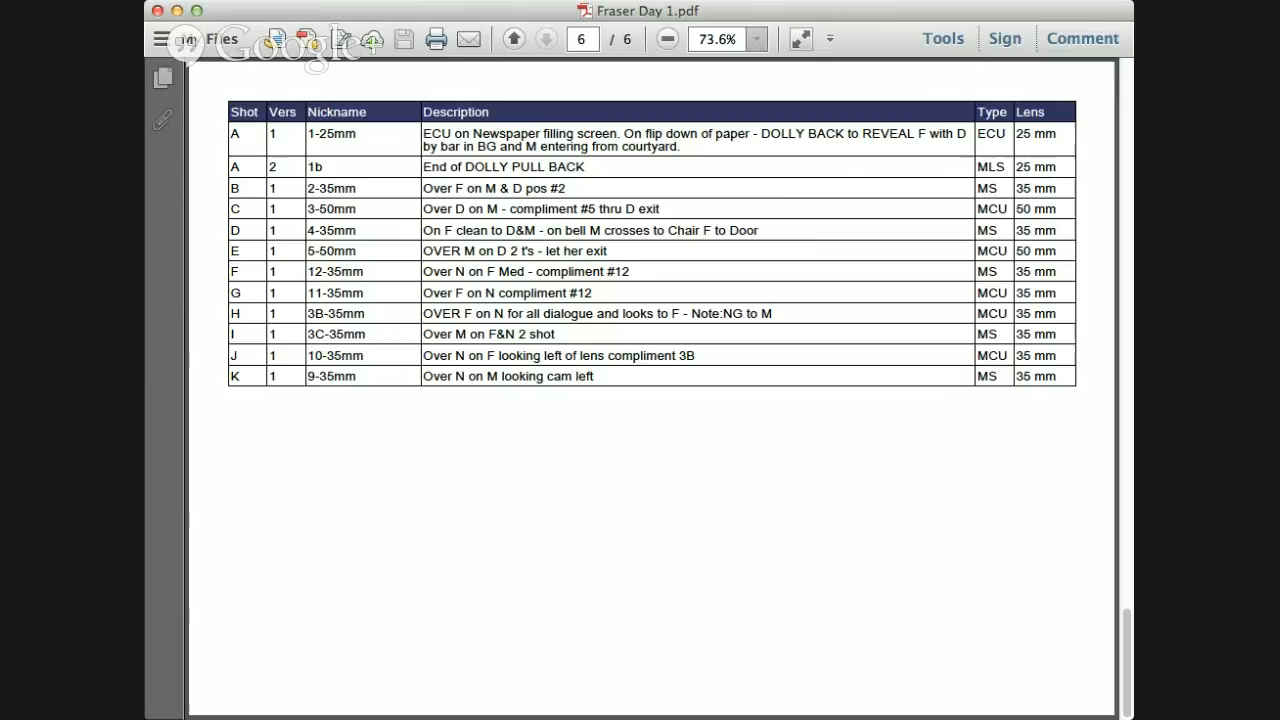 Fraser Day 1.pdf
My Files 6 / 6 73.6% Tools Sign Comment
Google+
Shot Vers Nickname Description Type Lens
A 1 1-25mm ECU on Newspaper filling screen. On flip down of paper - DOLLY BACK to REVEAL F with D ECU 25 mm
by bar in BG and M entering from courtyard.
A 2 1b End of DOLLY PULL BACK MLS 25 mm
B 1 2-35mm Over F on M & D pos #2 MS 35 mm
C 1 3-50mm Over D on M - compliment #5 thru D exit MCU 50 mm
D 1 4-35mm On F clean to D&M - on bell M crosses to Chair F to Door MS 35 mm
E 1 5-50mm OVER M on D 2 t's - let her exit MCU 50 mm
F 1 12-35mm Over N on F Med - compliment #12 MS 35 mm
G 1 11-35mm Over F on N compliment #12 MCU 35 mm
H 1 3B-35mm OVER F on N for all dialogue and looks to F - Note:NG to M MCU 35 mm
I 1 3C-35mm Over M on F&N 2 shot MS 35 mm
J 1 10-35mm Over N on F looking left of lens compliment 3B MCU 35 mm
K 1 9-35mm Over N on M looking cam left MS 35 mm